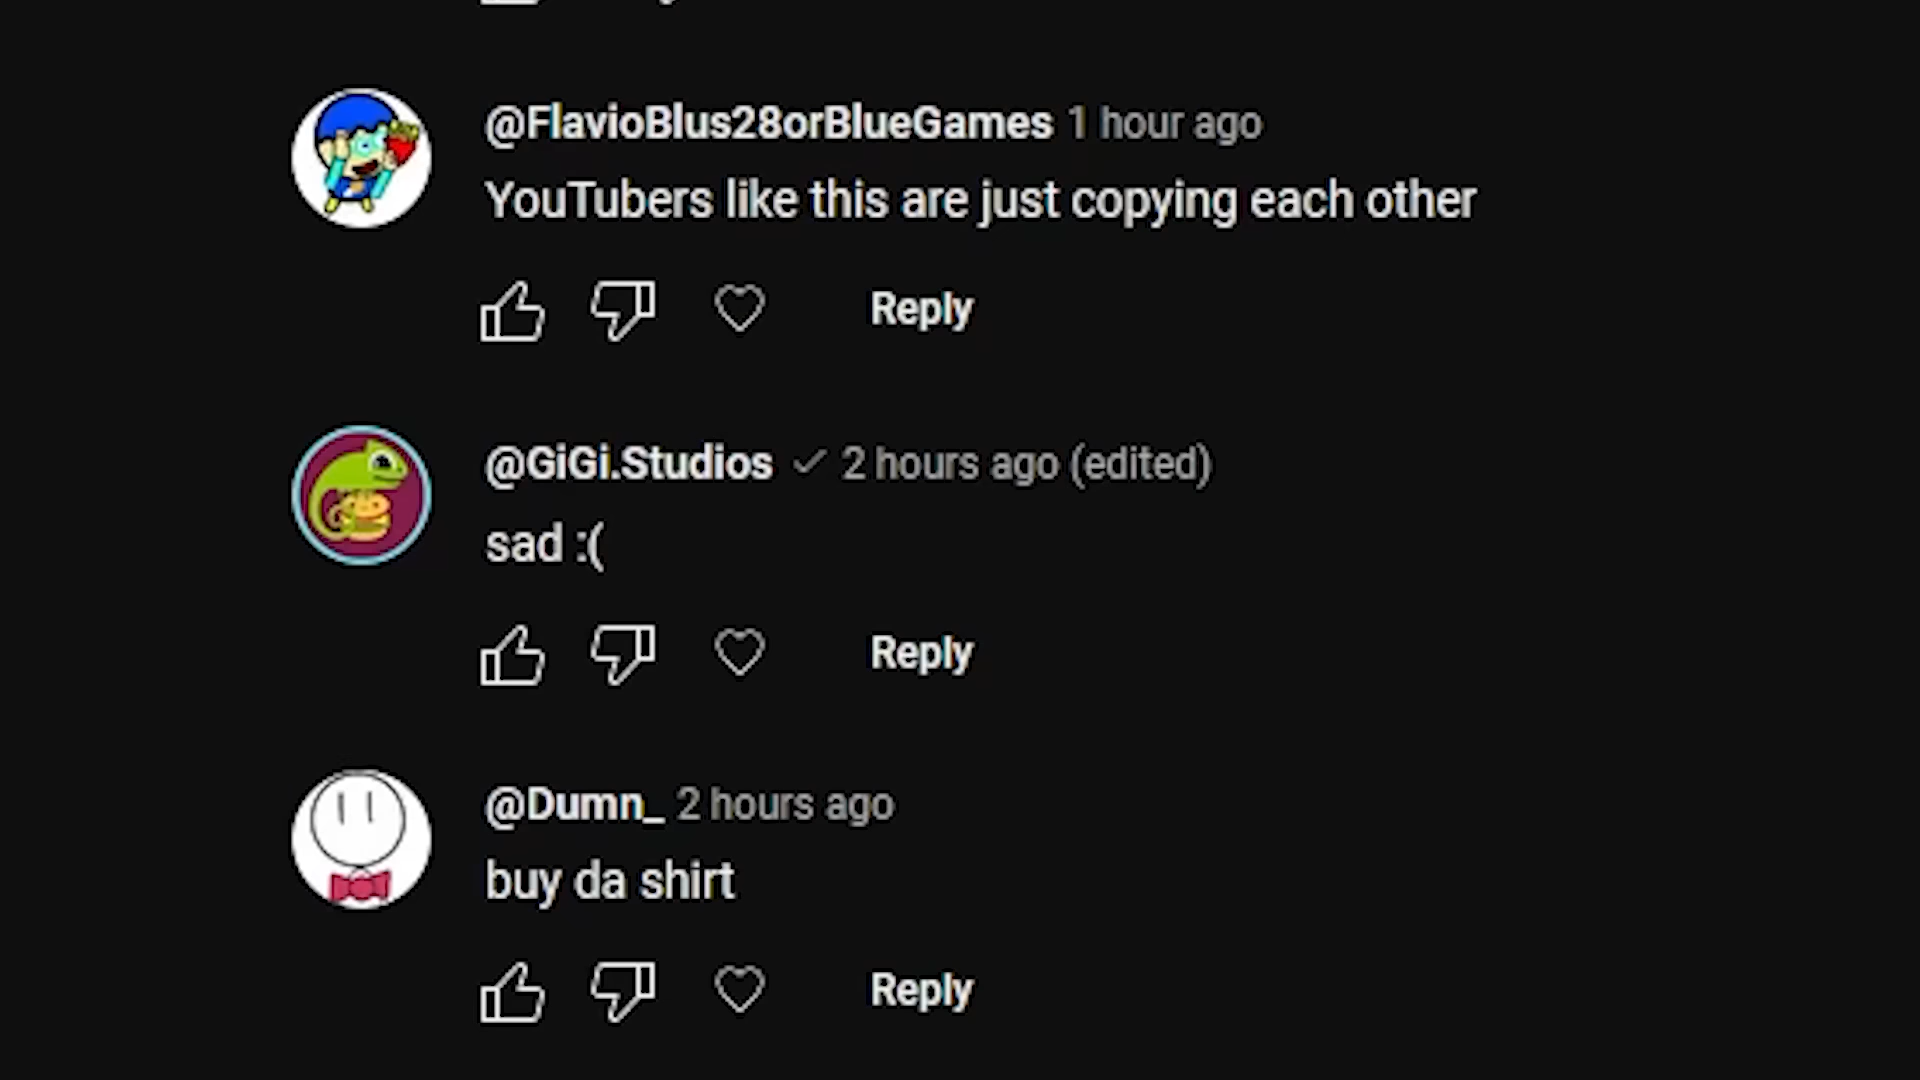 @FlavioBlus28orBlueGames 1 hour ago
YouTubers like this are just copying each other
Reply
@GiGi.Studios 2 hours ago (edited)
sad :(
Reply
@Dumn_ 2 hours ago
buy da shirt
Reply